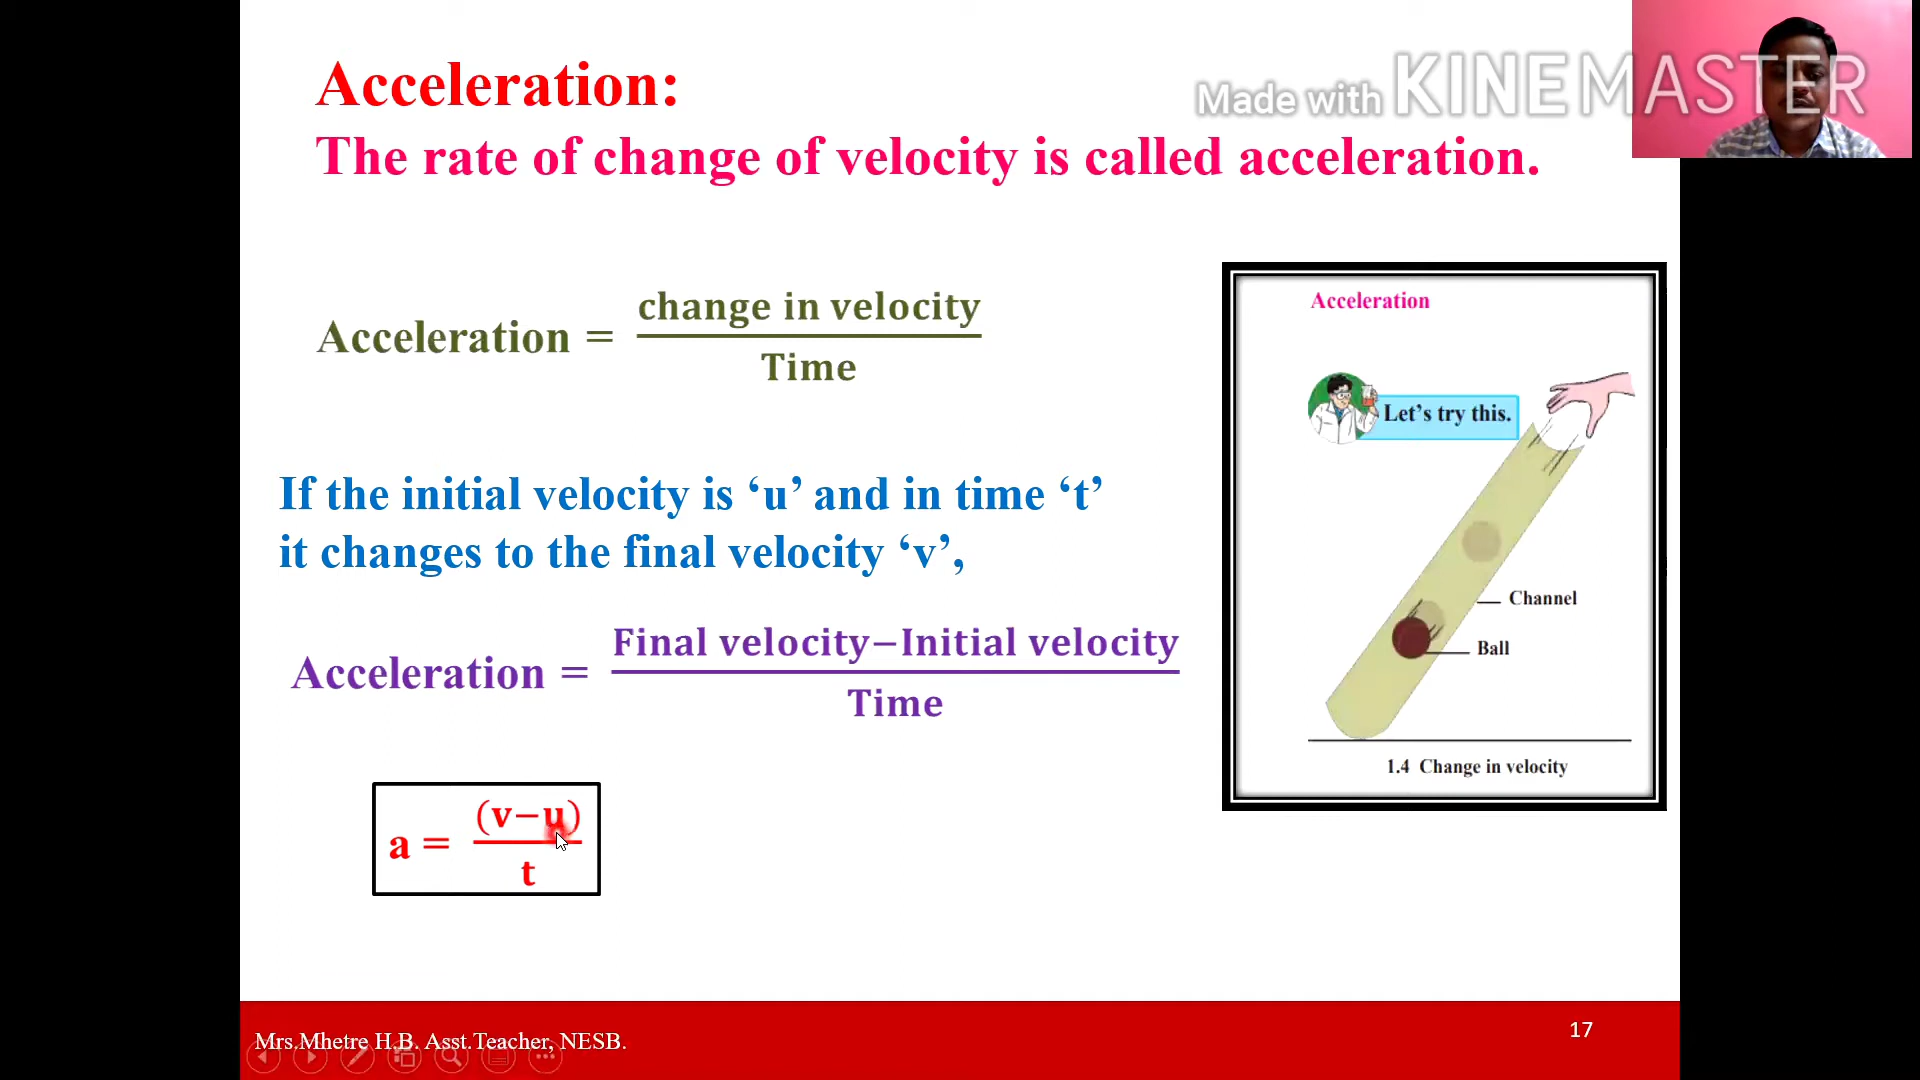 Acceleration:
Made with KINEMASTER
The rate of change of velocity is called acceleration.
Acceleration = change in velocity
Time
If the initial velocity is ‘u’ and in time ‘t’
it changes to the final velocity ‘v’,
Acceleration = Final velocity−Initial velocity
Time
a = (v−u)
t
Acceleration
Let’s try this.
Channel
Ball
1.4 Change in velocity
Mrs.Mhetre H.B. Asst.Teacher, NESB.
17